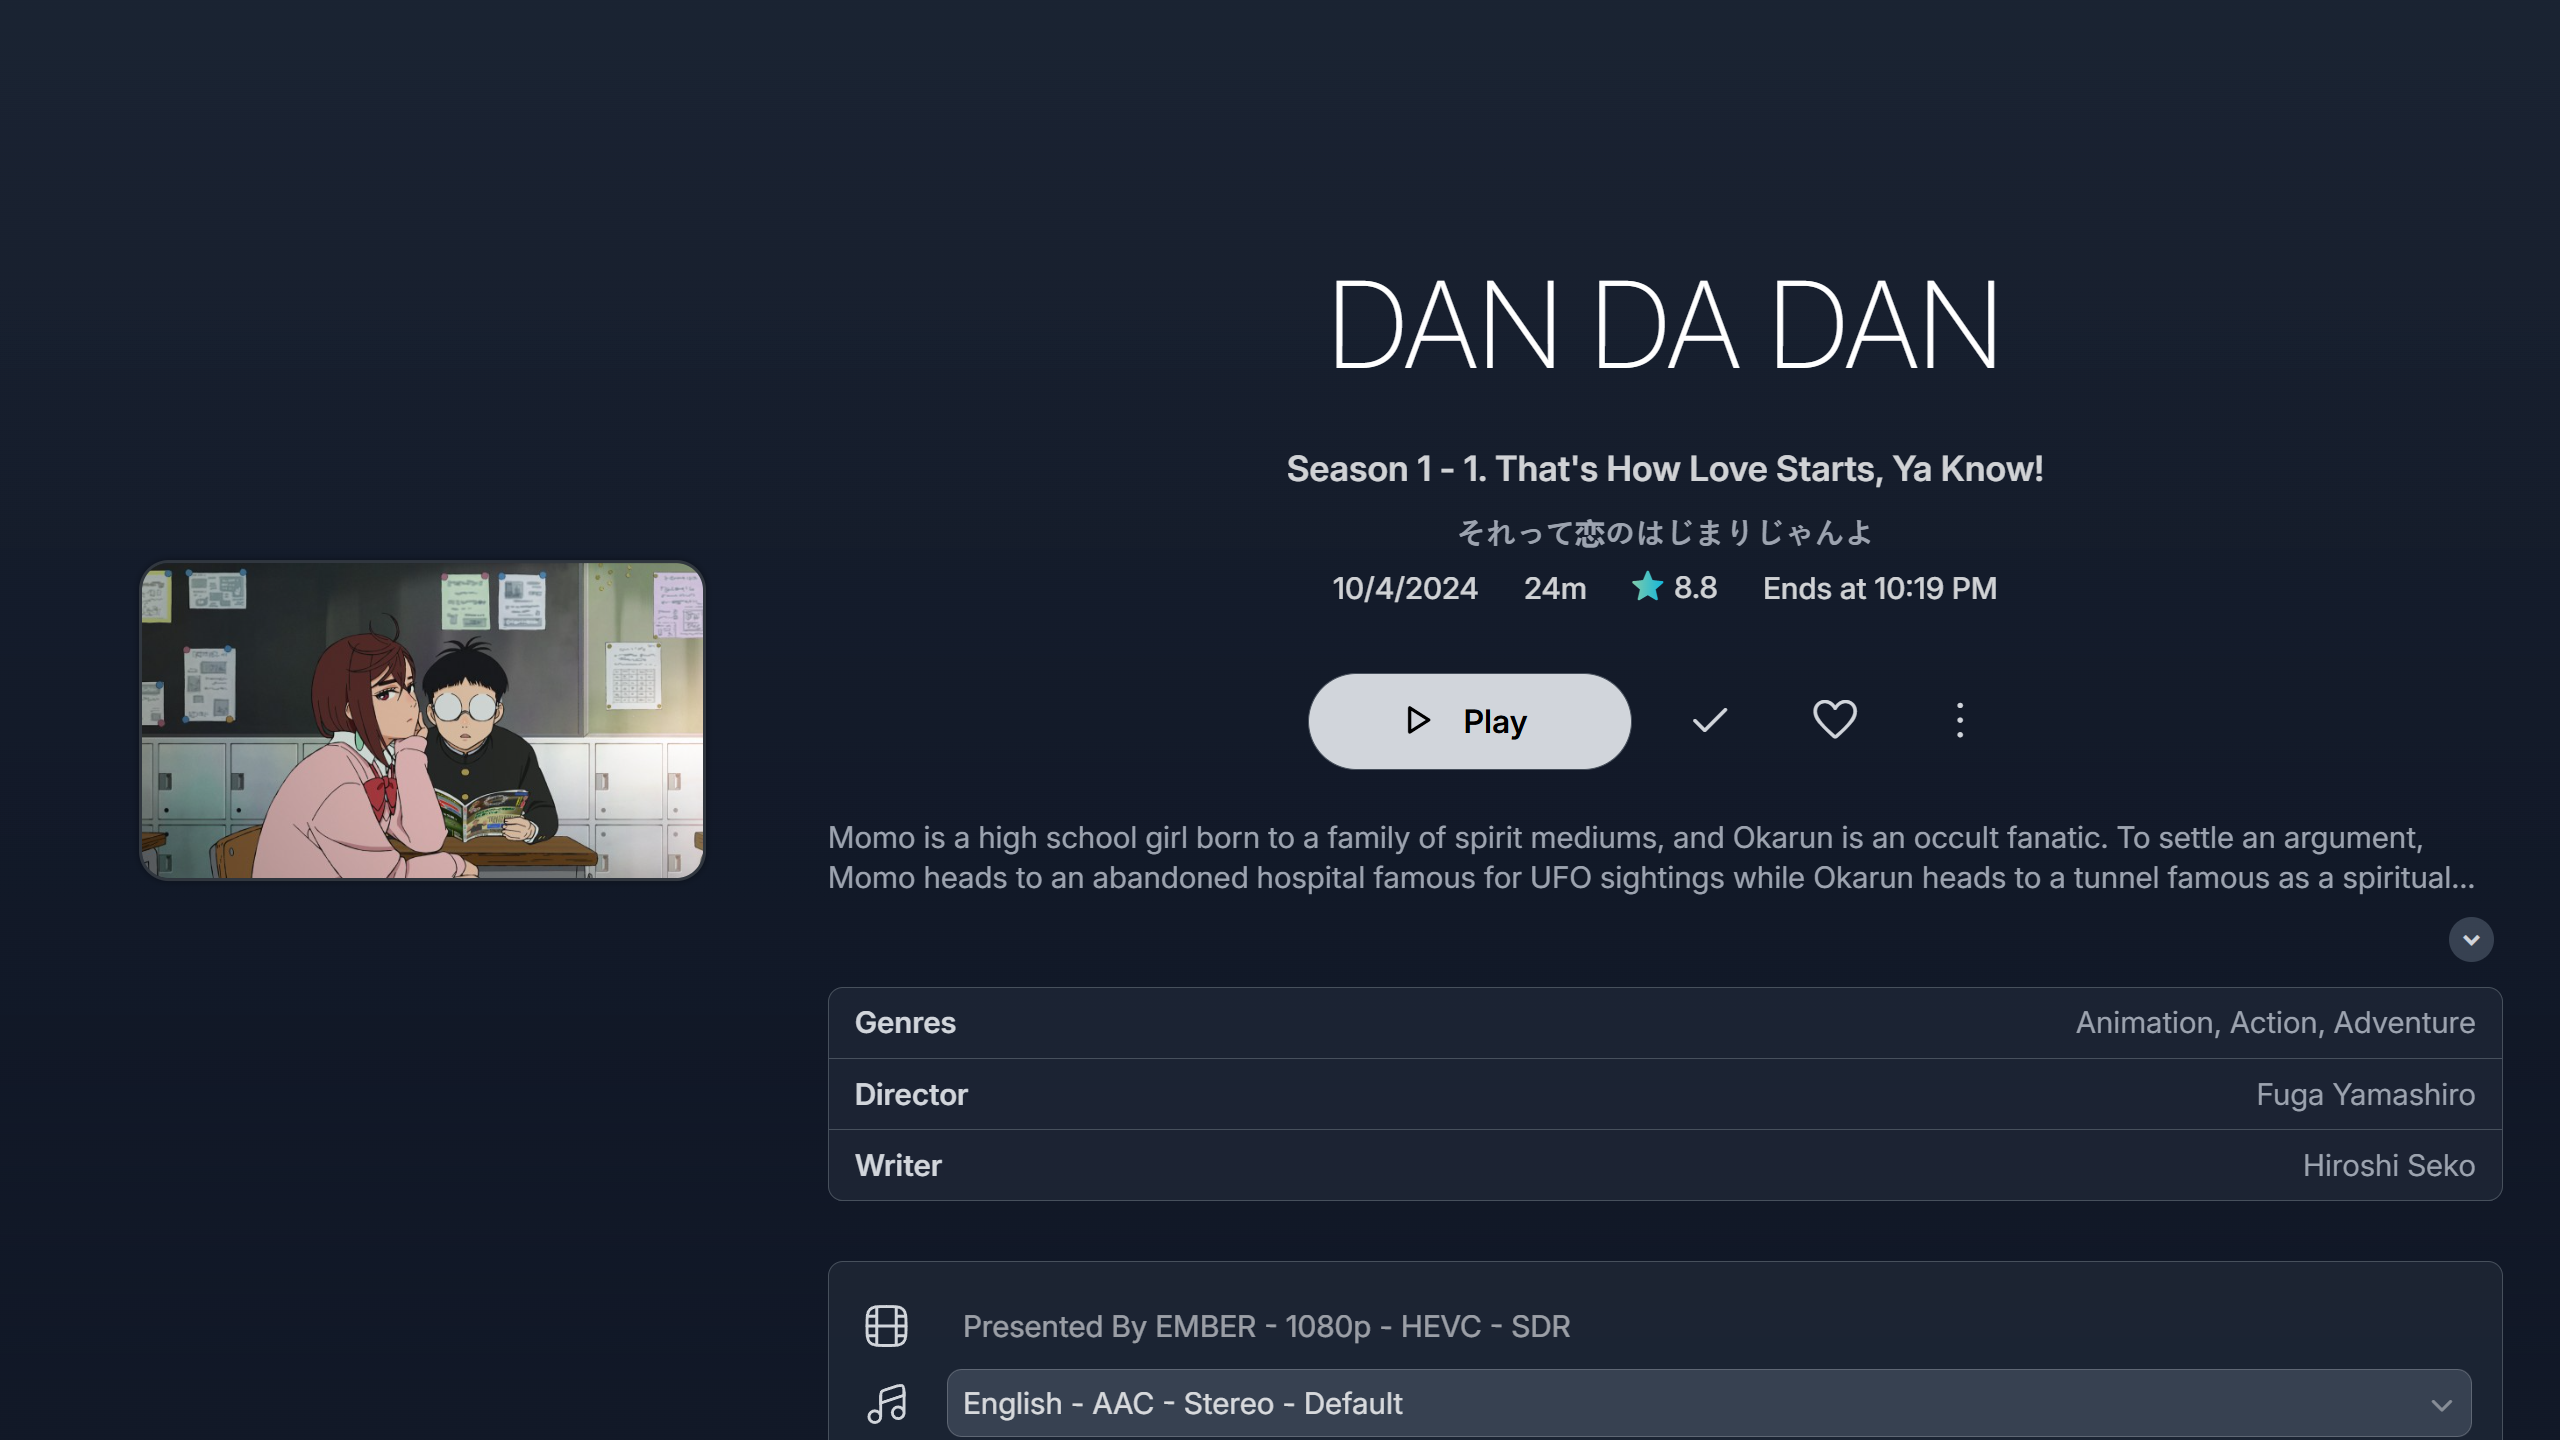 DAN DA DAN
Season 1 - 1. That's How Love Starts, Ya Know!
それって恋のはじまりじゃんよ
10/4/2024 24m 8.8 Ends at 10:19 PM
Play
Momo is a high school girl born to a family of spirit mediums, and Okarun is an occult fanatic. To settle an argument,
Momo heads to an abandoned hospital famous for UFO sightings while Okarun heads to a tunnel famous as a spiritual...
Genres Animation, Action, Adventure
Director Fuga Yamashiro
Writer Hiroshi Seko
Presented By EMBER - 1080p - HEVC - SDR
English - AAC - Stereo - Default